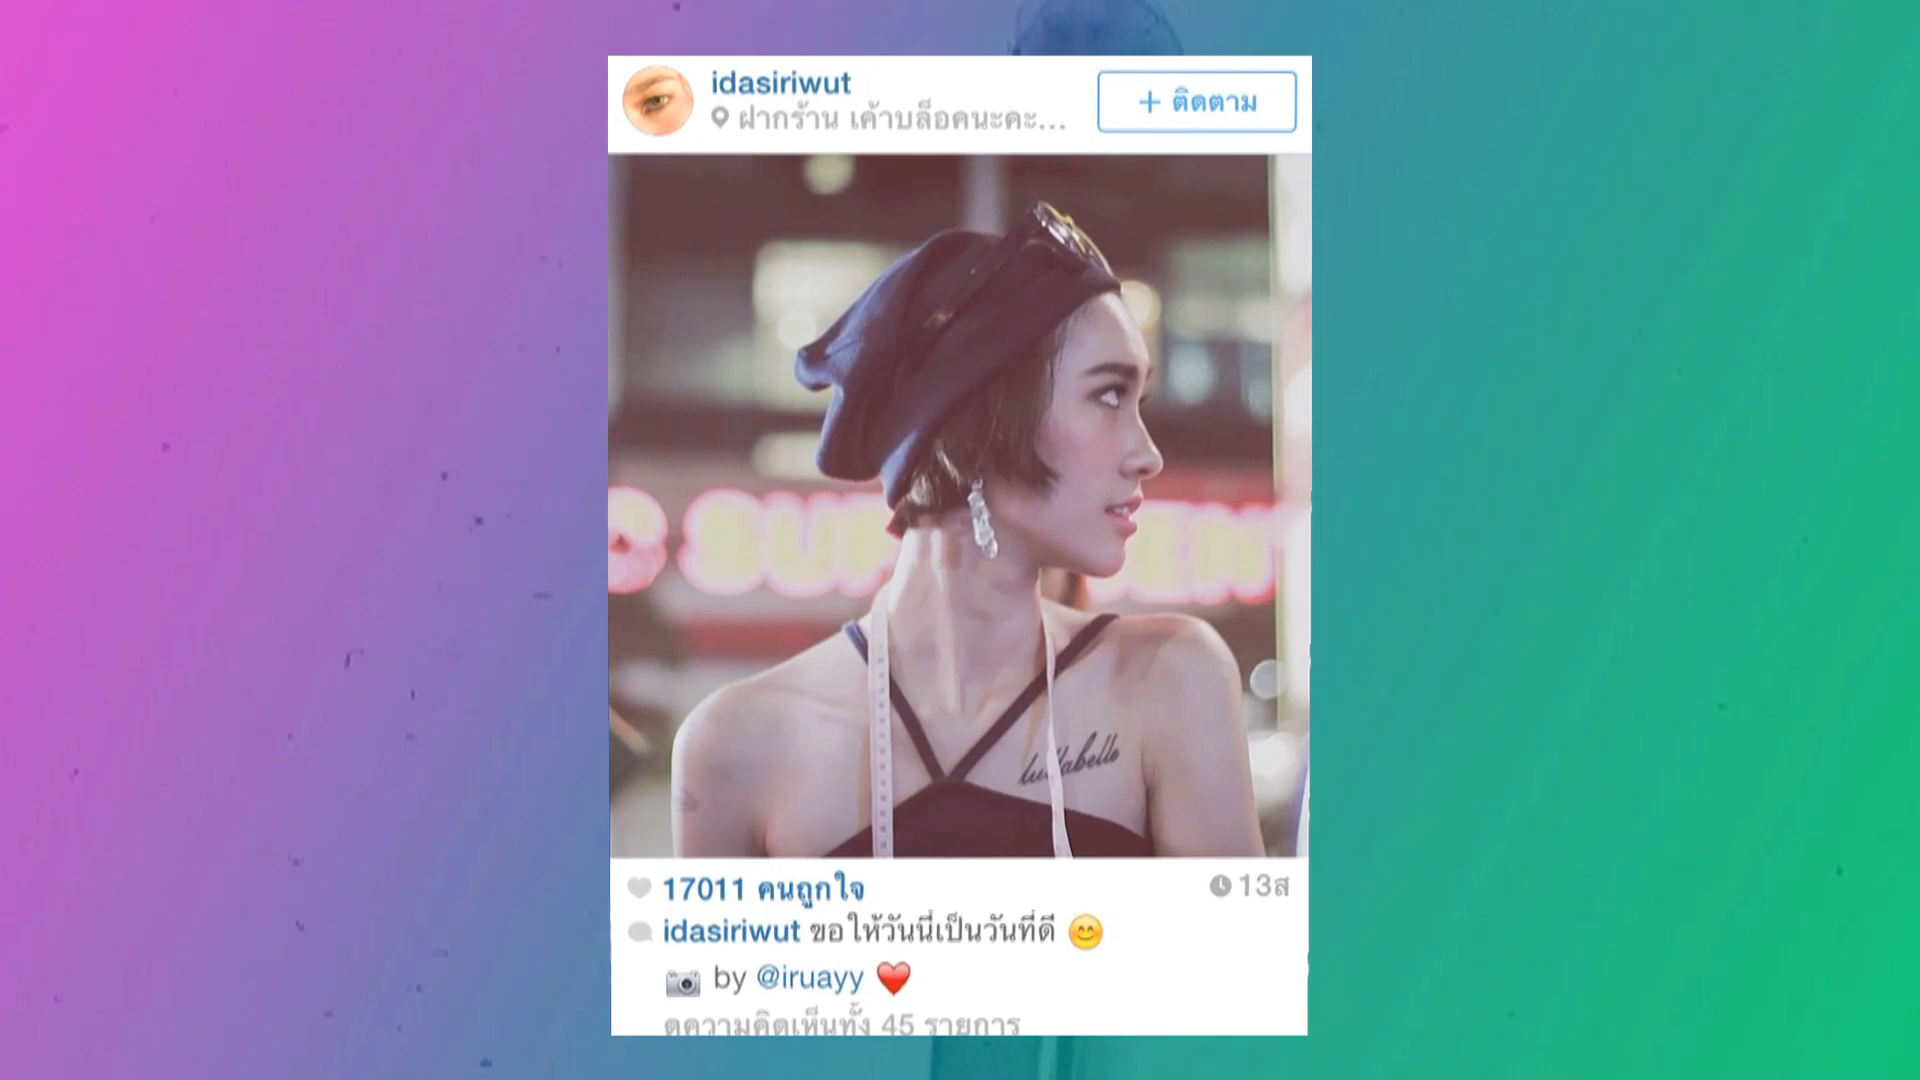 idasiriwut
ฝากร้าน เค้าบล็อคนะคะ...
+ ติดตาม
C SUP EN
lullabelle
17011 คนถูกใจ
13ส
idasiriwut ขอให้วันนี้เป็นวันที่ดี 😊
📷 by @iruayy ❤️
ดูความคิดเห็นทั้ง 45 รายการ